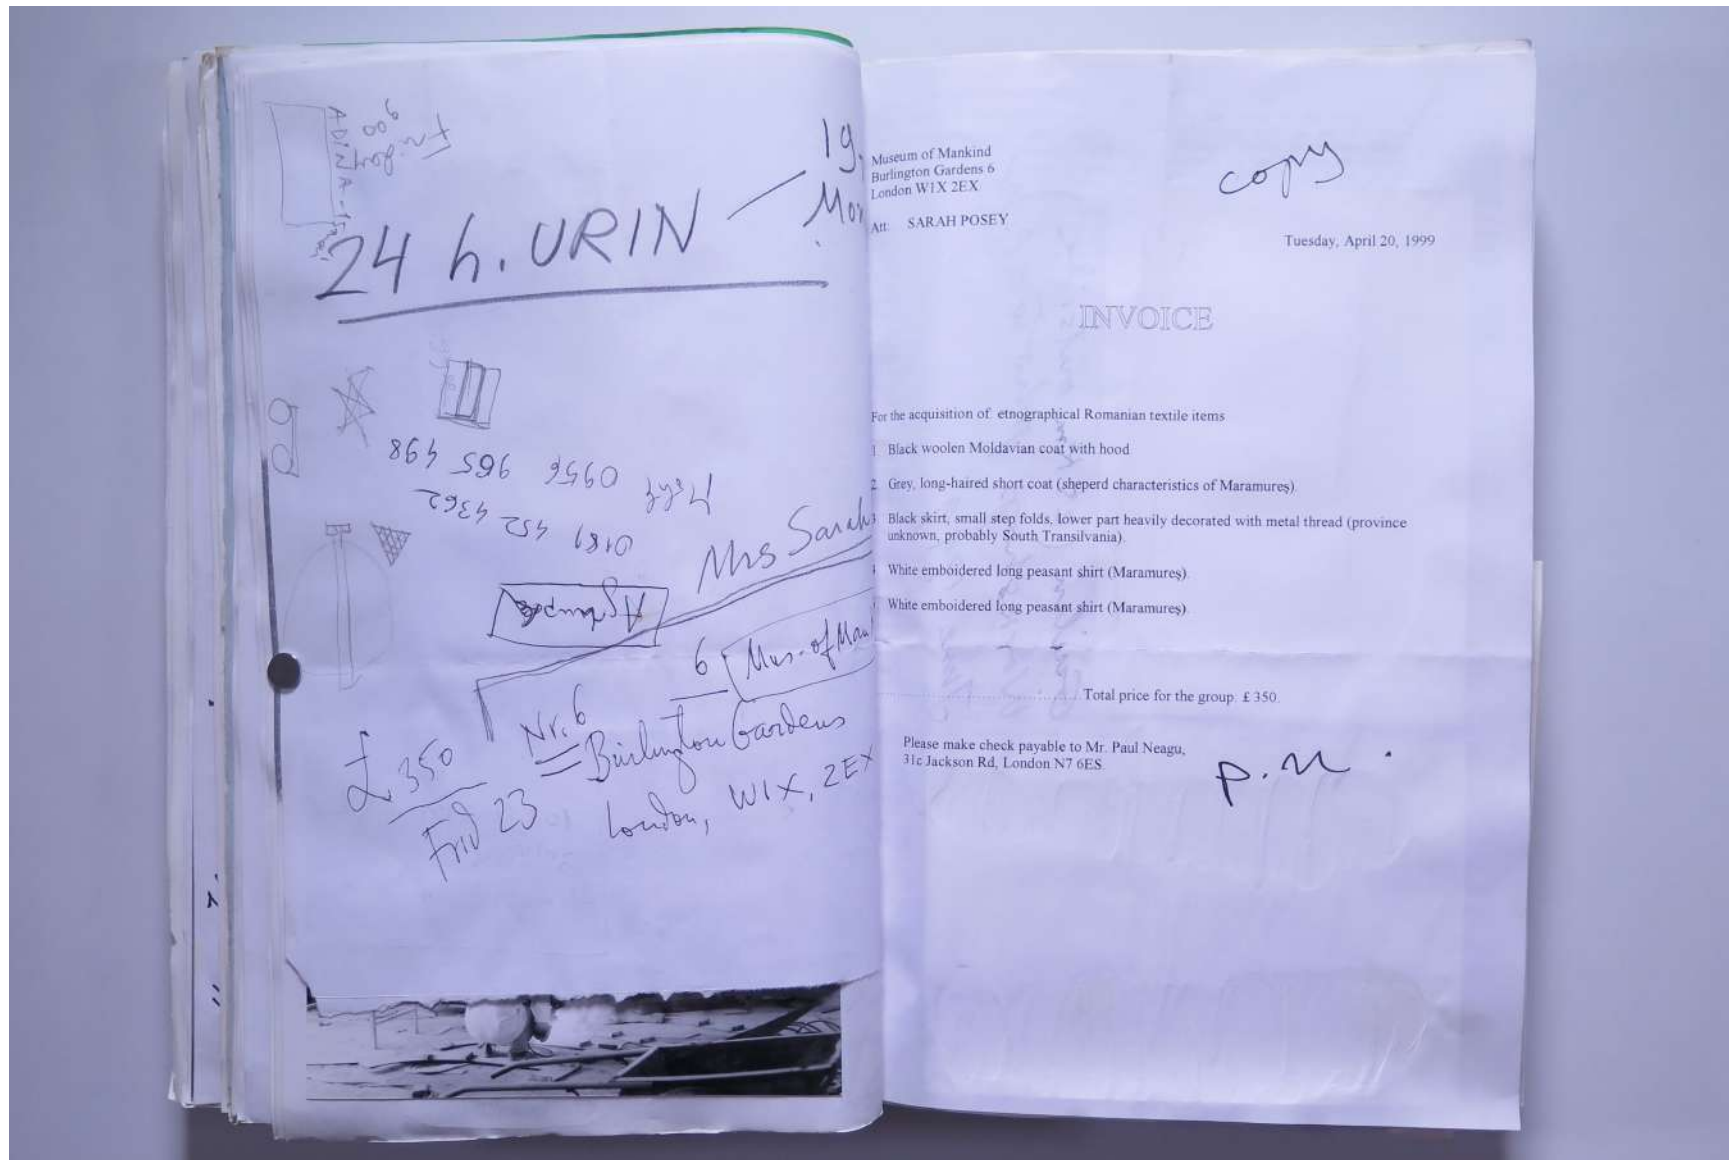 900
ADINA
24 h. URIN — 19.
Mon
0956 965 498
0181 452 4362
Mrs Sarah
6 Mus. of Man
Nr. 6
Burlington Gardens
London, W1X, 2EX
£ 350
Frid 23
Museum of Mankind
Burlington Gardens 6
London W1X 2EX
Att: SARAH POSEY
copy
Tuesday, April 20, 1999
INVOICE
For the acquisition of etnographical Romanian textile items
1. Black woolen Moldavian coat with hood
2. Grey, long-haired short coat (sheperd characteristics of Maramureş).
Black skirt, small step folds, lower part heavily decorated with metal thread (province
unknown, probably South Transilvania).
White emboidered long peasant shirt (Maramureş)
White emboidered long peasant shirt (Maramureş)
Total price for the group: £ 350.
Please make check payable to Mr. Paul Neagu,
31c Jackson Rd, London N7 6ES.
p.n.